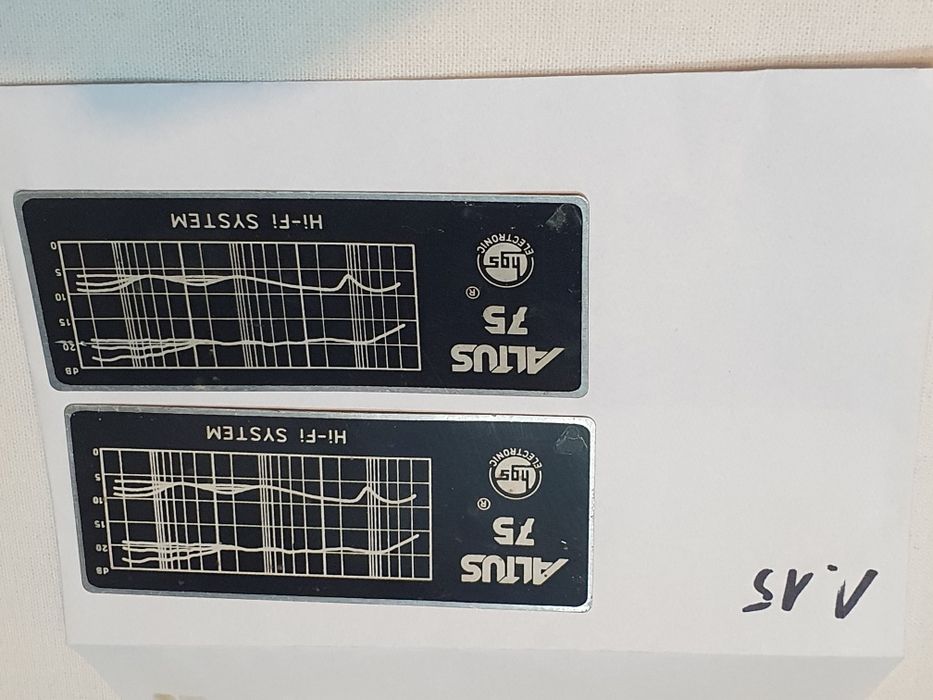 ALTUS
75
®
hgs
ELECTRONIC
dB
20
15
10
5
0
Hi-Fi SYSTEM
ALTUS
75
®
hgs
ELECTRONIC
dB
20
15
10
5
0
Hi-Fi SYSTEM